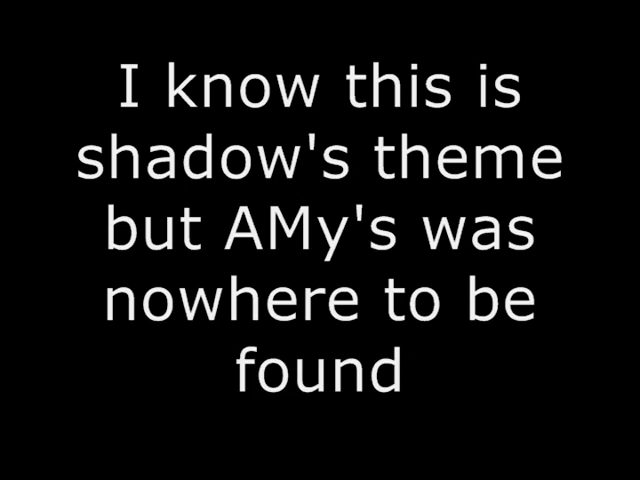 I know this is
shadow's theme
but AMy's was
nowhere to be
found